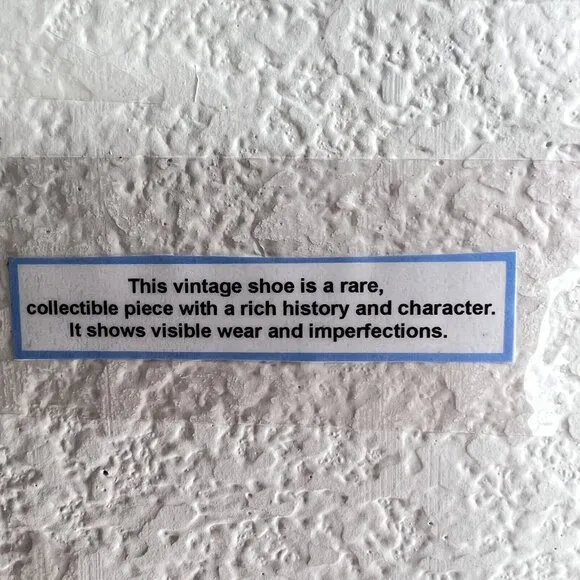 This vintage shoe is a rare,
collectible piece with a rich history and character.
It shows visible wear and imperfections.